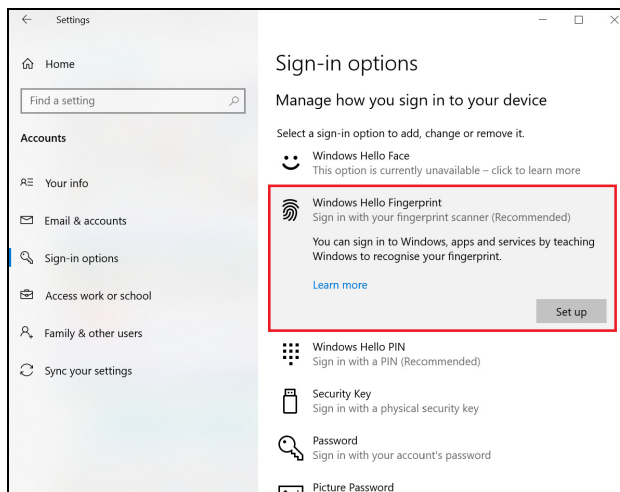 Settings
Home
Find a setting
Accounts
Your info
Email & accounts
Sign-in options
Access work or school
Family & other users
Sync your settings
Sign-in options
Manage how you sign in to your device
Select a sign-in option to add, change or remove it.
Windows Hello Face
This option is currently unavailable – click to learn more
Windows Hello Fingerprint
Sign in with your fingerprint scanner (Recommended)
You can sign in to Windows, apps and services by teaching
Windows to recognise your fingerprint.
Learn more
Set up
Windows Hello PIN
Sign in with a PIN (Recommended)
Security Key
Sign in with a physical security key
Password
Sign in with your account's password
Picture Password